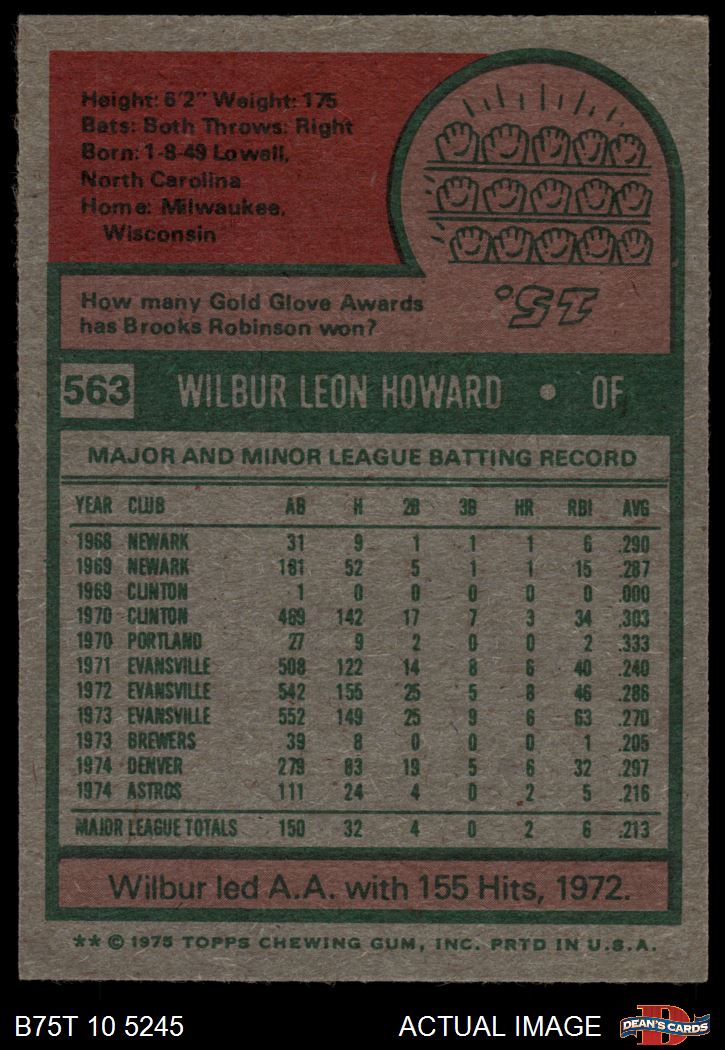 Height: 6'2" Weight: 175
Bats: Both Throws: Right
Born: 1-8-49 Lowell,
North Carolina
Home: Milwaukee,
Wisconsin
How many Gold Glove Awards
has Brooks Robinson won?
15.
563 WILBUR LEON HOWARD • OF
MAJOR AND MINOR LEAGUE BATTING RECORD
YEAR CLUB AB H 2B 3B HR RBI AVG
1968 NEWARK 31 9 1 1 1 6 .290
1969 NEWARK 181 52 5 1 1 15 .287
1969 CLINTON 1 0 0 0 0 0 .000
1970 CLINTON 469 142 17 7 3 34 .303
1970 PORTLAND 27 9 2 0 0 2 .333
1971 EVANSVILLE 508 122 14 8 6 40 .240
1972 EVANSVILLE 542 155 25 5 8 46 .286
1973 EVANSVILLE 552 149 25 9 6 63 .270
1973 BREWERS 39 8 0 0 0 1 .205
1974 DENVER 279 83 19 5 6 32 .297
1974 ASTROS 111 24 4 0 2 5 .216
MAJOR LEAGUE TOTALS 150 32 4 0 2 6 .213
Wilbur led A.A. with 155 Hits, 1972.
** © 1975 TOPPS CHEWING GUM, INC. PRTD IN U.S.A.
B75T 10 5245 ACTUAL IMAGE D DEAN'S CARDS